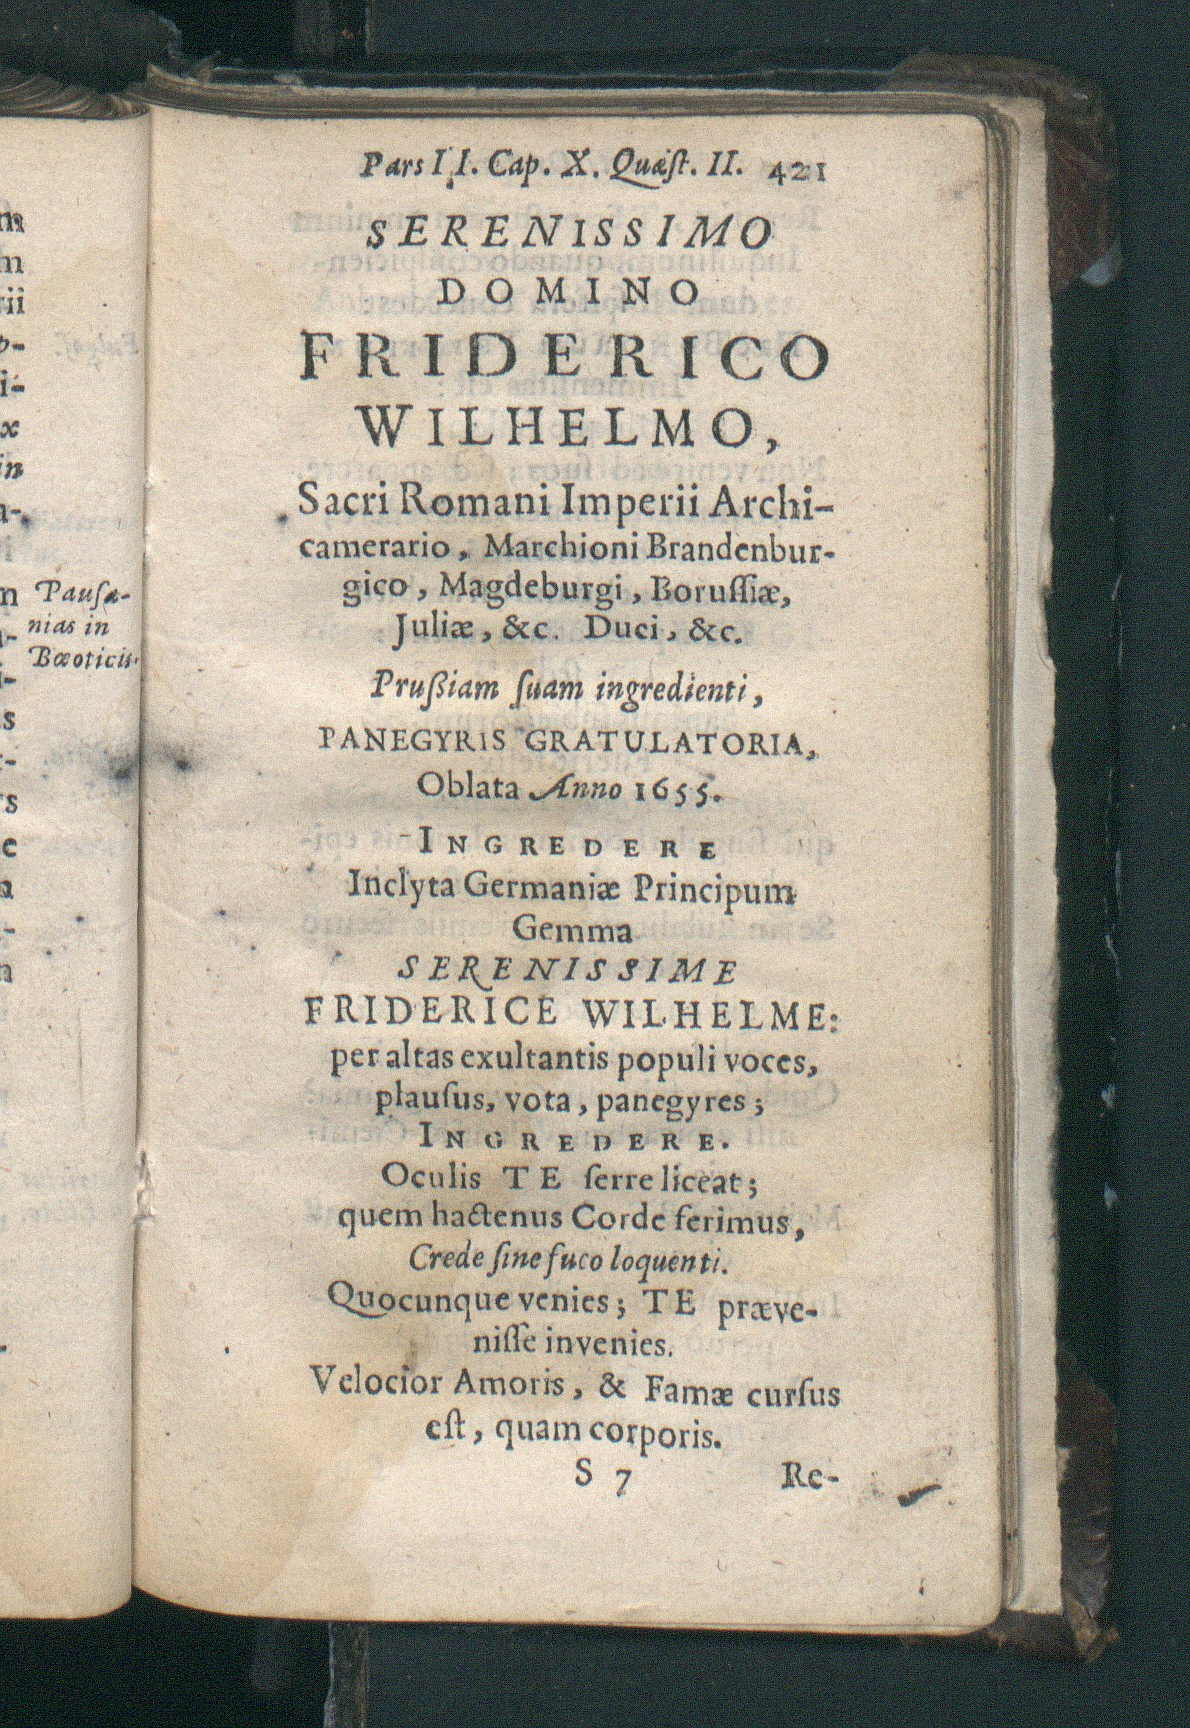 Pars II. Cap. X. Quæſt. II. 421
SERENISSIMO
DOMINO
FRIDERICO
WILHELMO,
Sacri Romani Imperii Archi-
camerario, Marchioni Brandenbur-
gico, Magdeburgi, Boruſſiæ,
Juliæ, &c. Duci, &c.
Prußiam ſuam ingredienti,
PANEGYRIS GRATULATORIA,
Oblata Anno 1655.
INGREDERE
Inclyta Germaniæ Principum
Gemma
SERENISSIME
FRIDERICE WILHELME:
per altas exultantis populi voces,
plauſus, vota, panegyres;
INGREDERE.
Oculis TE ferre liceat;
quem hactenus Corde ferimus,
Crede ſine fuco loquenti.
Quocunque venies; TE præve-
niſſe invenies.
Velocior Amoris, & Famæ curſus
eſt, quam corporis.
S 7 Re-
Pauſa-
nias in
Bœoticis.